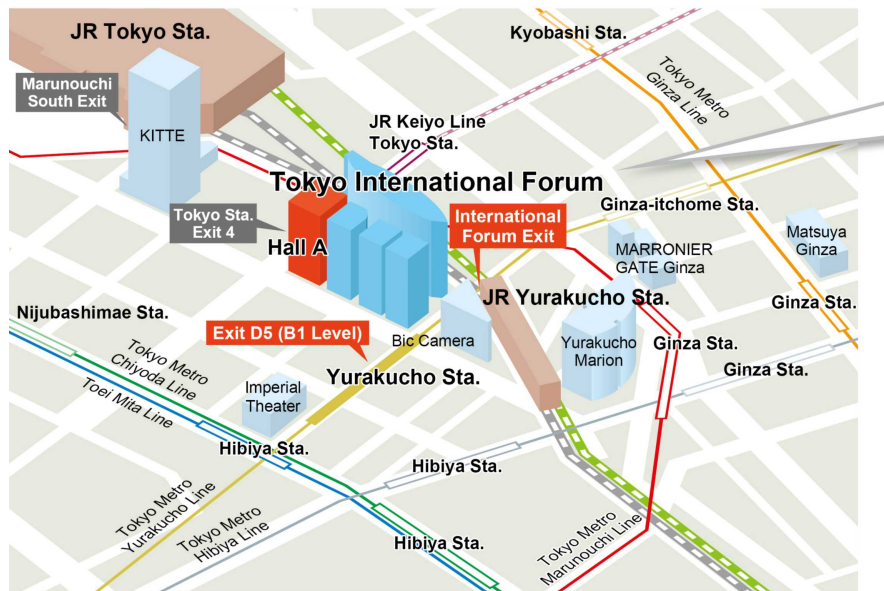 JR Tokyo Sta.
Kyobashi Sta.
Marunouchi
South Exit
Tokyo Metro
Ginza Line
KITTE
JR Keiyo Line
Tokyo Sta.
Tokyo International Forum
Tokyo Sta.
Exit 4
Hall A
International
Forum Exit
Ginza-itchome Sta.
MARRONIER
GATE Ginza
Matsuya
Ginza
Nijubashimae Sta.
JR Yurakucho Sta.
Ginza Sta.
Exit D5 (B1 Level)
Bic Camera
Yurakucho
Marion
Ginza Sta.
Ginza Sta.
Tokyo Metro
Chiyoda Line
Toei Mita Line
Yurakucho Sta.
Imperial
Theater
Hibiya Sta.
Hibiya Sta.
Tokyo Metro
Yurakucho Line
Tokyo Metro
Hibiya Line
Hibiya Sta.
Tokyo Metro
Marunouchi Line